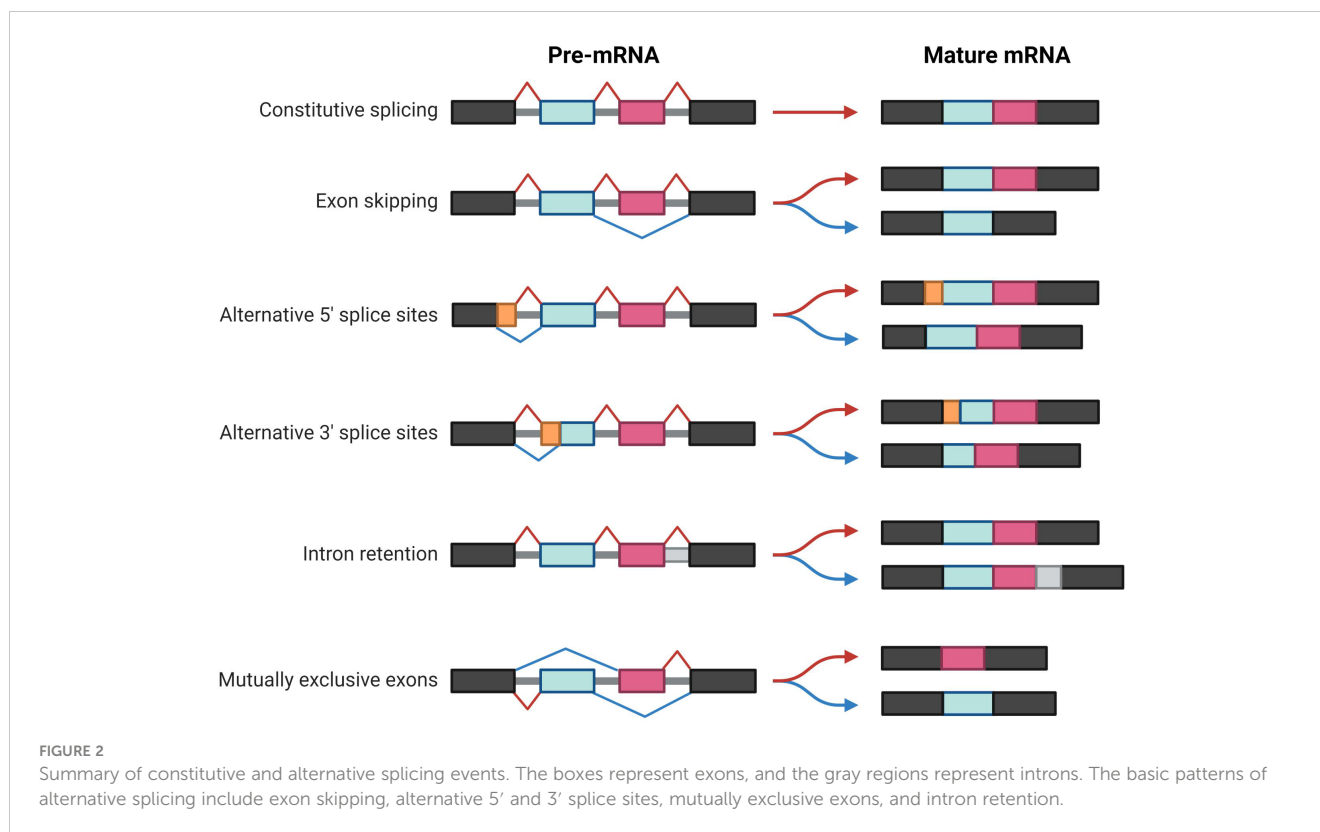 Pre-mRNA
Mature mRNA
Constitutive splicing
Exon skipping
Alternative 5' splice sites
Alternative 3' splice sites
Intron retention
Mutually exclusive exons
FIGURE 2
Summary of constitutive and alternative splicing events. The boxes represent exons, and the gray regions represent introns. The basic patterns of
alternative splicing include exon skipping, alternative 5′ and 3′ splice sites, mutually exclusive exons, and intron retention.